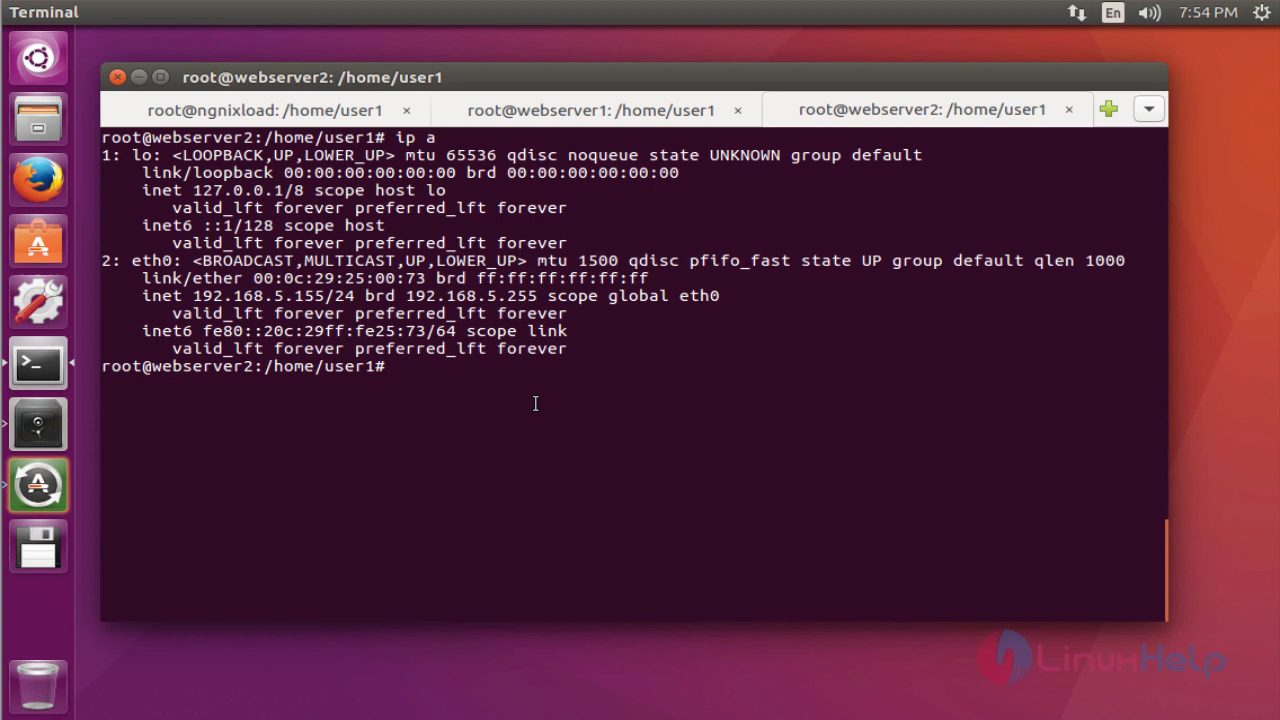 Terminal
En
7:54 PM
root@webserver2: /home/user1
root@ngnixload: /home/user1 ×
root@webserver1: /home/user1 ×
root@webserver2: /home/user1 ×
root@webserver2:/home/user1# ip a
1: lo: <LOOPBACK,UP,LOWER_UP> mtu 65536 qdisc noqueue state UNKNOWN group default
link/loopback 00:00:00:00:00:00 brd 00:00:00:00:00:00
inet 127.0.0.1/8 scope host lo
valid_lft forever preferred_lft forever
inet6 ::1/128 scope host
valid_lft forever preferred_lft forever
2: eth0: <BROADCAST,MULTICAST,UP,LOWER_UP> mtu 1500 qdisc pfifo_fast state UP group default qlen 1000
link/ether 00:0c:29:25:00:73 brd ff:ff:ff:ff:ff:ff
inet 192.168.5.155/24 brd 192.168.5.255 scope global eth0
valid_lft forever preferred_lft forever
inet6 fe80::20c:29ff:fe25:73/64 scope link
valid_lft forever preferred_lft forever
root@webserver2:/home/user1#
LinuxHelp